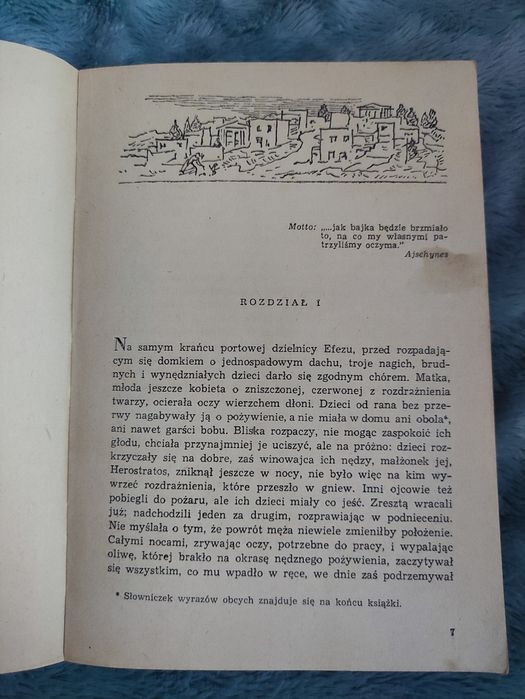 Motto: „...jak bajka będzie brzmiało
to, na co my własnymi pa-
trzyliśmy oczyma."
Ajschynes
ROZDZIAŁ I
Na samym krańcu portowej dzielnicy Efezu, przed rozpadają-
cym się domkiem o jednospadowym dachu, troje nagich, brud-
nych i wynędzniałych dzieci darło się zgodnym chórem. Matka,
młoda jeszcze kobieta o zniszczonej, czerwonej z rozdrażnienia
twarzy, ocierała oczy wierzchem dłoni. Dzieci od rana bez prze-
rwy nagabywały ją o pożywienie, a nie miała w domu ani obola*,
ani nawet garści bobu. Bliska rozpaczy, nie mogąc zaspokoić ich
głodu, chciała przynajmniej je uciszyć, ale na próżno: dzieci roz-
krzyczały się na dobre, zaś winowajca ich nędzy, małżonek jej,
Herostratos, zniknął jeszcze w nocy, nie było więc na kim wy-
wrzeć rozdrażnienia, które przeszło w gniew. Inni ojcowie też
pobiegli do pożaru, ale ich dzieci miały co jeść. Zresztą wracali
już; nadchodzili jeden za drugim, rozprawiając w podnieceniu.
Nie myślała o tym, że powrót męża niewiele zmieniłby położenie.
Całymi nocami, zrywając oczy, potrzebne do pracy, i wypalając
oliwę, której brakło na okrasę nędznego pożywienia, zaczytywał
się wszystkim, co mu wpadło w ręce, we dnie zaś podrzemywał
* Słowniczek wyrazów obcych znajduje się na końcu książki.
7